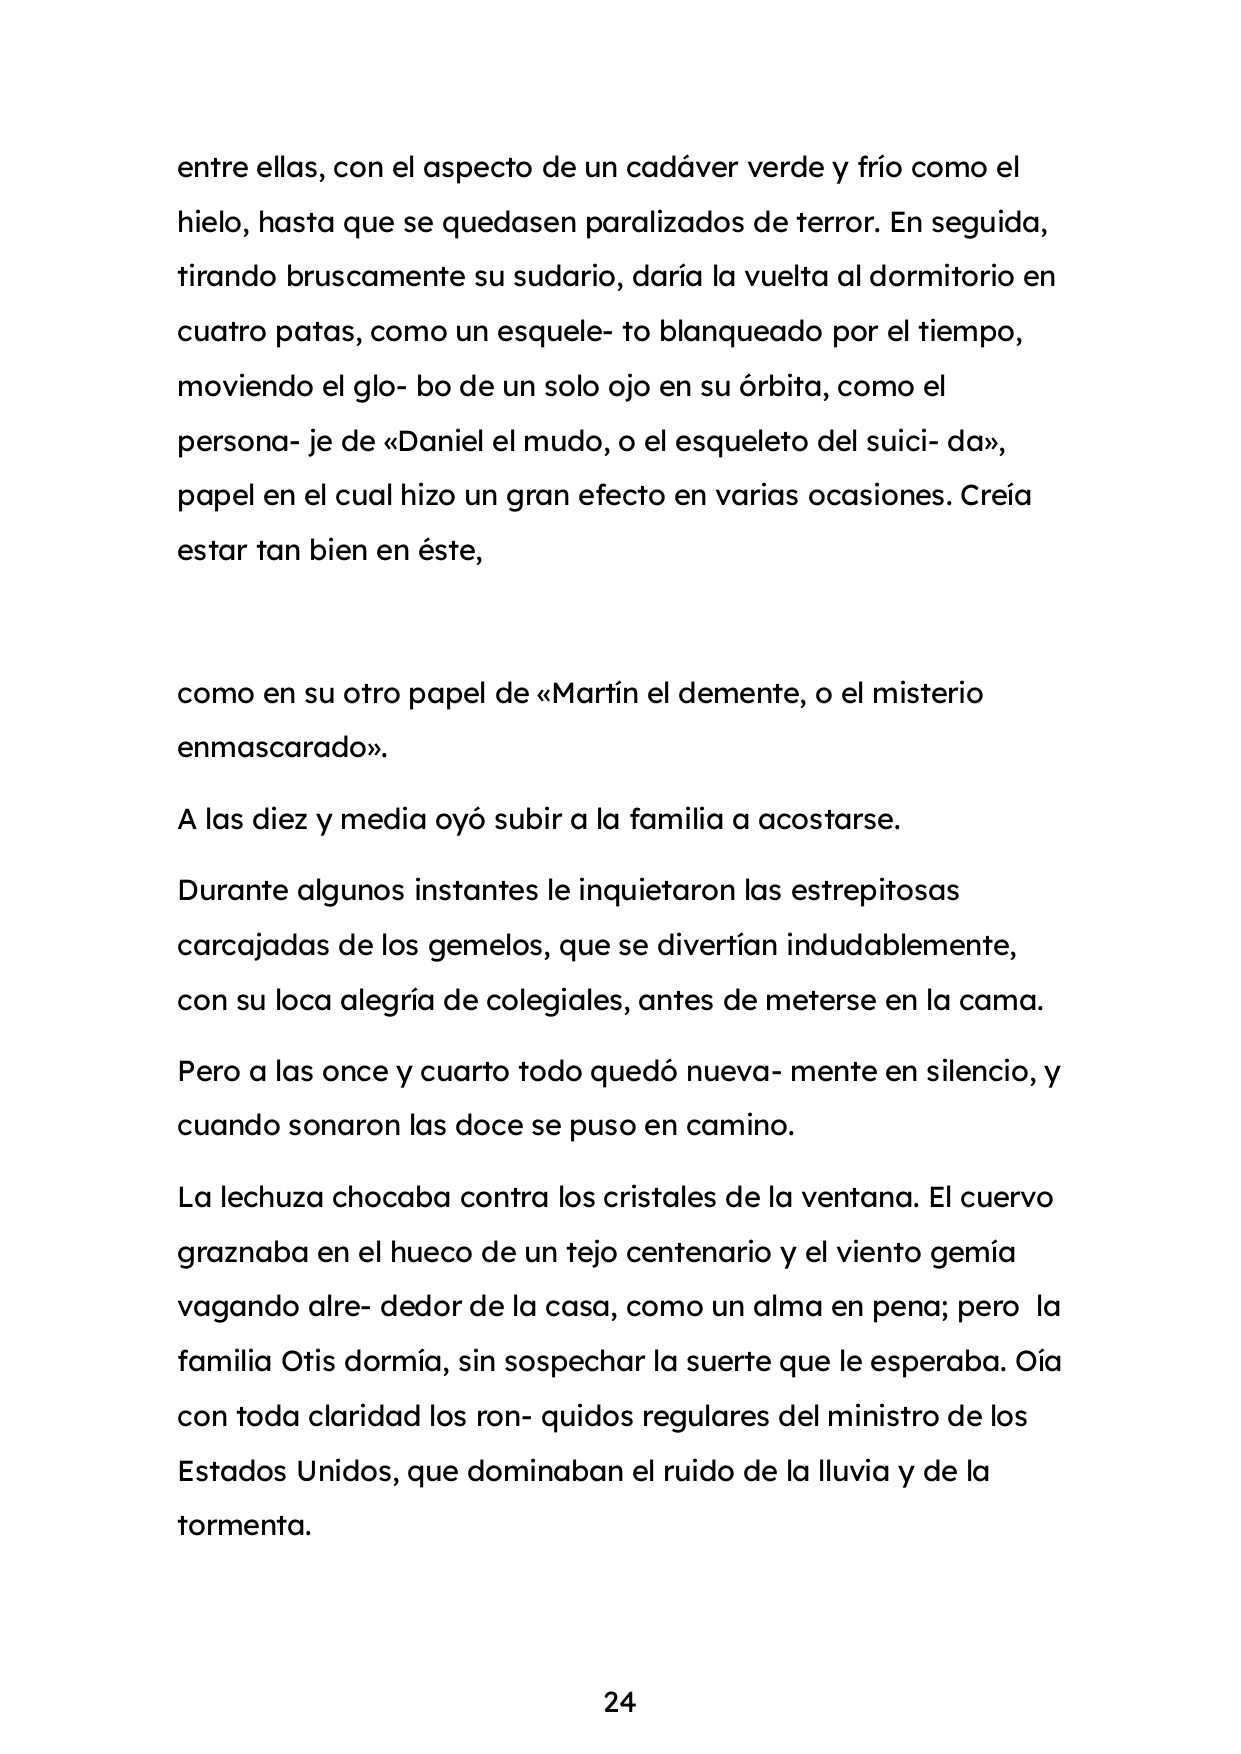 entre ellas, con el aspecto de un cadáver verde y frío como el
hielo, hasta que se quedasen paralizados de terror. En seguida,
tirando bruscamente su sudario, daría la vuelta al dormitorio en
cuatro patas, como un esquele- to blanqueado por el tiempo,
moviendo el glo- bo de un solo ojo en su órbita, como el
persona- je de «Daniel el mudo, o el esqueleto del suici- da»,
papel en el cual hizo un gran efecto en varias ocasiones. Creía
estar tan bien en éste,
como en su otro papel de «Martín el demente, o el misterio
enmascarado».
A las diez y media oyó subir a la familia a acostarse.
Durante algunos instantes le inquietaron las estrepitosas
carcajadas de los gemelos, que se divertían indudablemente,
con su loca alegría de colegiales, antes de meterse en la cama.
Pero a las once y cuarto todo quedó nueva- mente en silencio, y
cuando sonaron las doce se puso en camino.
La lechuza chocaba contra los cristales de la ventana. El cuervo
graznaba en el hueco de un tejo centenario y el viento gemía
vagando alre- dedor de la casa, como un alma en pena; pero  la
familia Otis dormía, sin sospechar la suerte que le esperaba. Oía
con toda claridad los ron- quidos regulares del ministro de los
Estados Unidos, que dominaban el ruido de la lluvia y de la
tormenta.
24